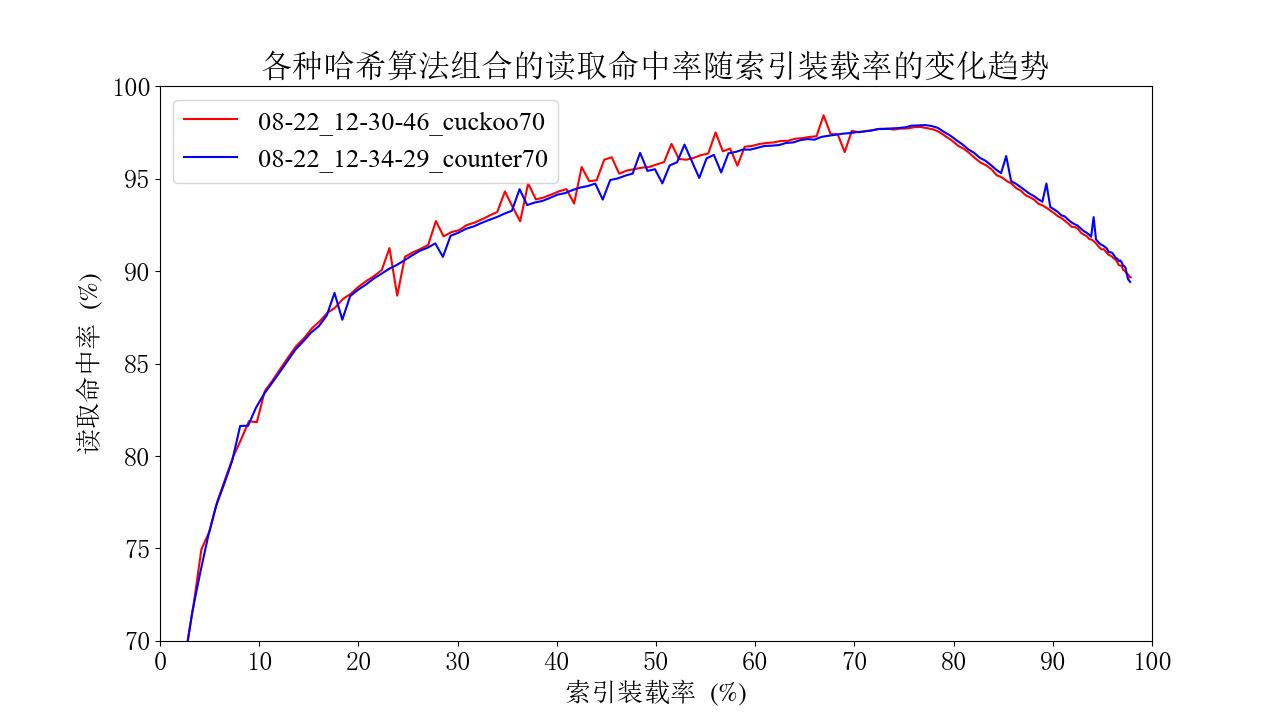 各种哈希算法组合的读取命中率随索引装载率的变化趋势
08-22_12-30-46_cuckoo70
08-22_12-34-29_counter70
读取命中率 (%)
100
95
90
85
80
75
70
0 10 20 30 40 50 60 70 80 90 100
索引装载率 (%)